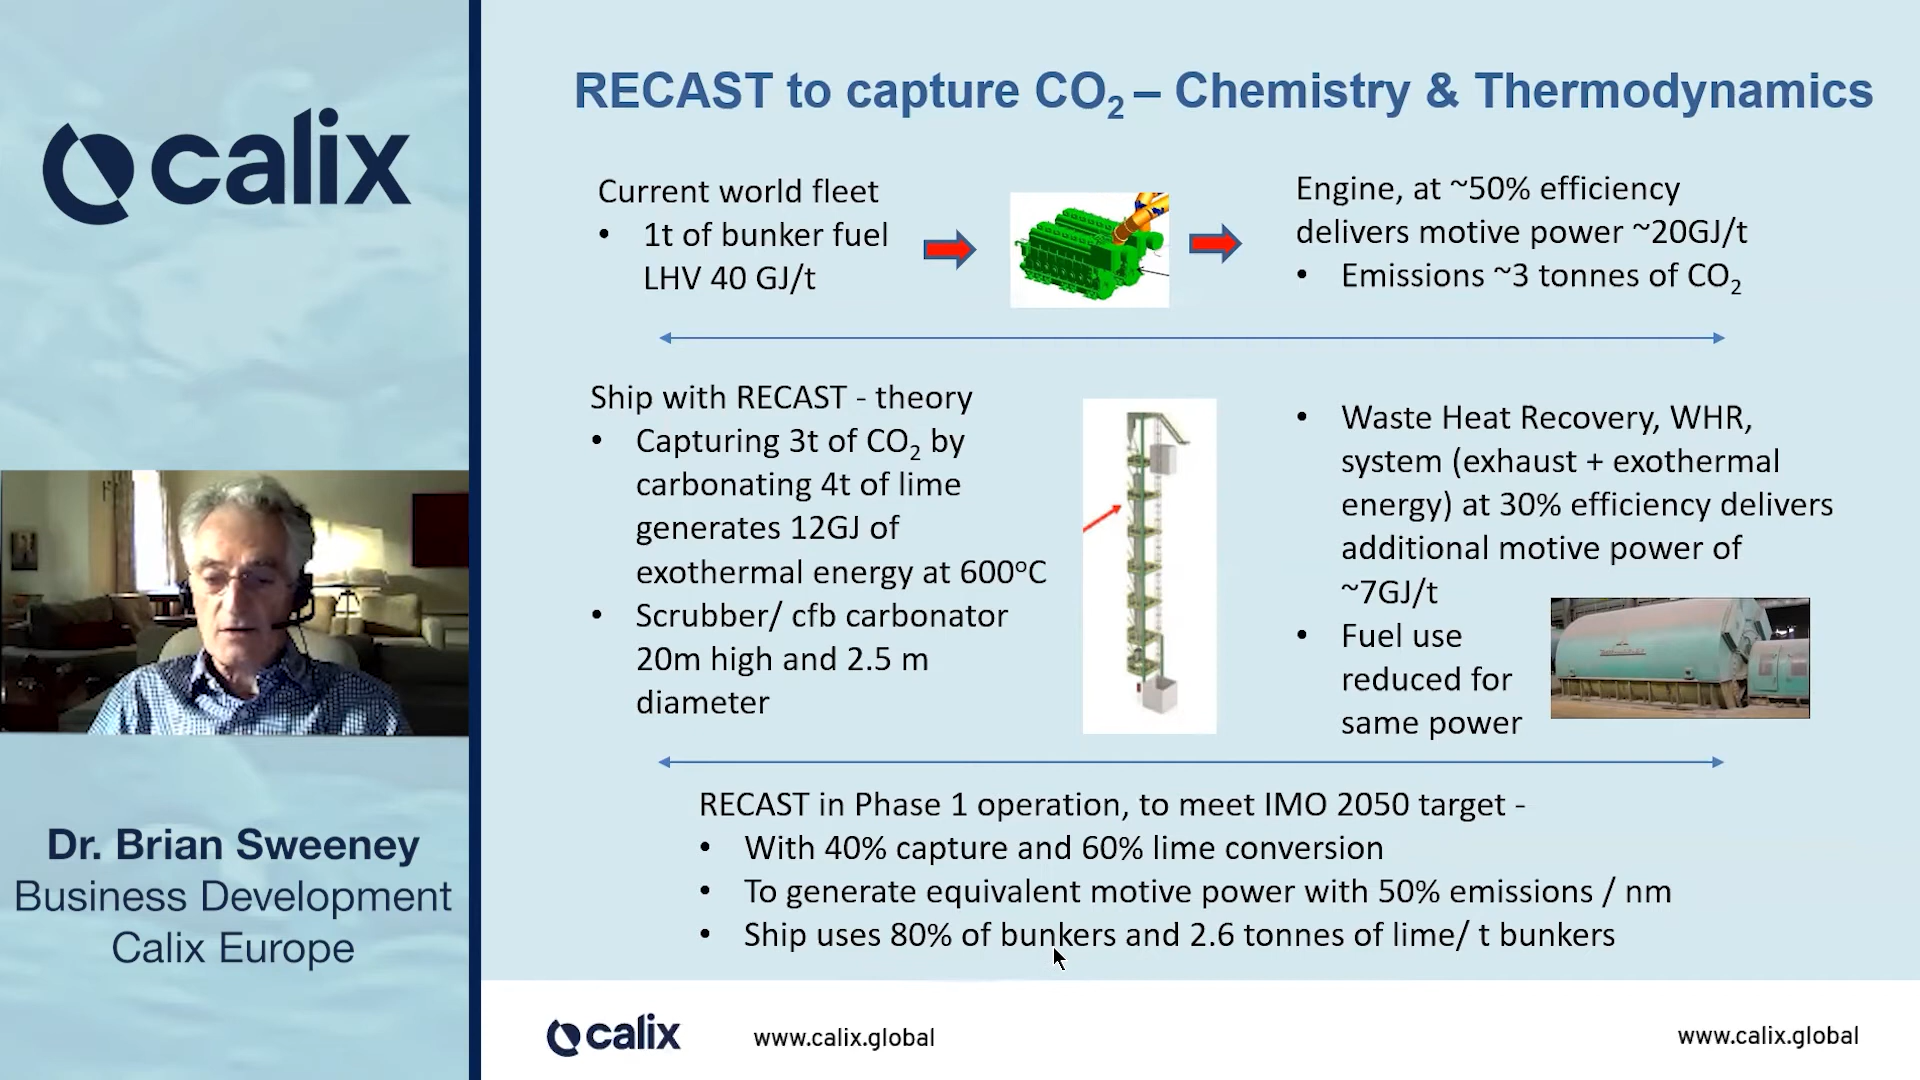 calix
Dr. Brian Sweeney
Business Development
Calix Europe
RECAST to capture CO₂ – Chemistry & Thermodynamics
Current world fleet
• 1t of bunker fuel
LHV 40 GJ/t
Engine, at ~50% efficiency
delivers motive power ~20GJ/t
• Emissions ~3 tonnes of CO₂
Ship with RECAST - theory
• Capturing 3t of CO₂ by
carbonating 4t of lime
generates 12GJ of
exothermal energy at 600°C
• Scrubber/ cfb carbonator
20m high and 2.5 m
diameter
• Waste Heat Recovery, WHR,
system (exhaust + exothermal
energy) at 30% efficiency delivers
additional motive power of
~7GJ/t
• Fuel use
reduced for
same power
RECAST in Phase 1 operation, to meet IMO 2050 target -
• With 40% capture and 60% lime conversion
• To generate equivalent motive power with 50% emissions / nm
• Ship uses 80% of bunkers and 2.6 tonnes of lime/ t bunkers
calix
www.calix.global
www.calix.global